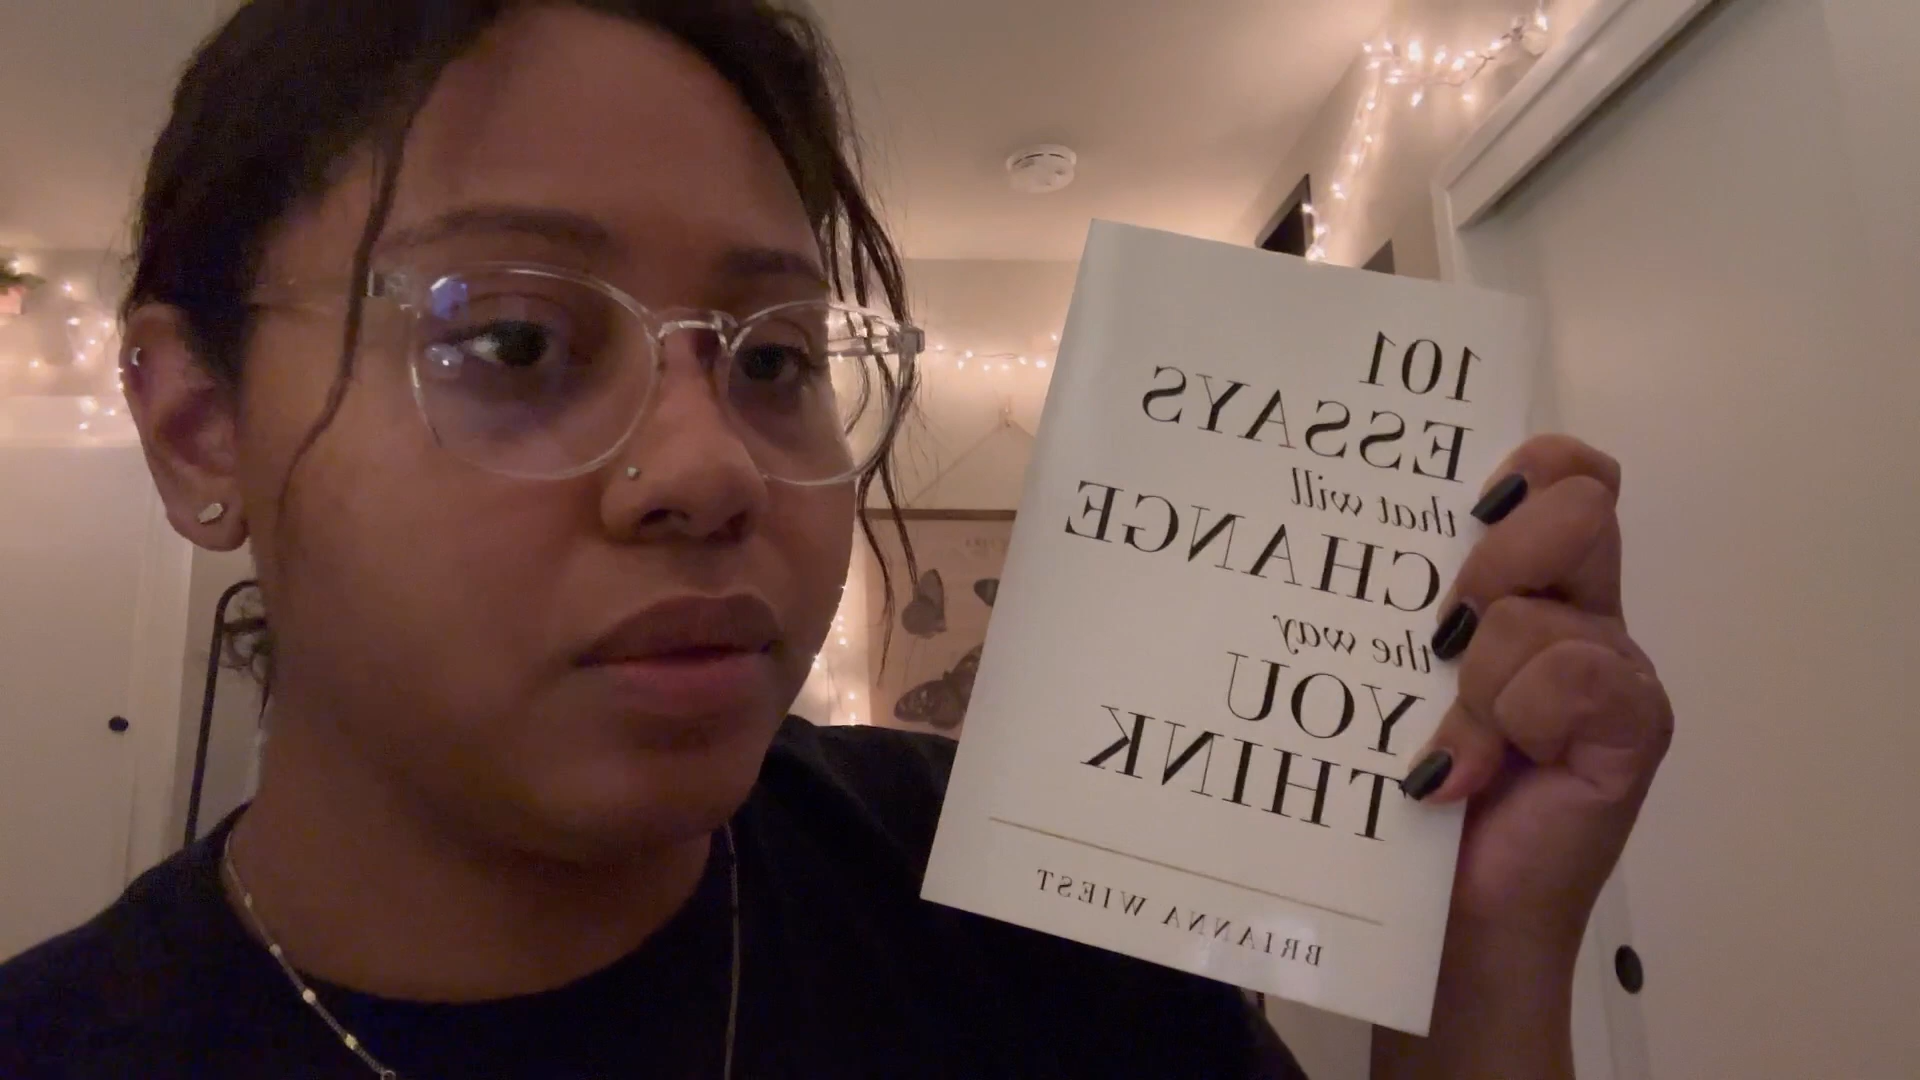 101
ESSAYS
that will
CHANGE
the way
YOU
THINK
BRIANNA WIEST